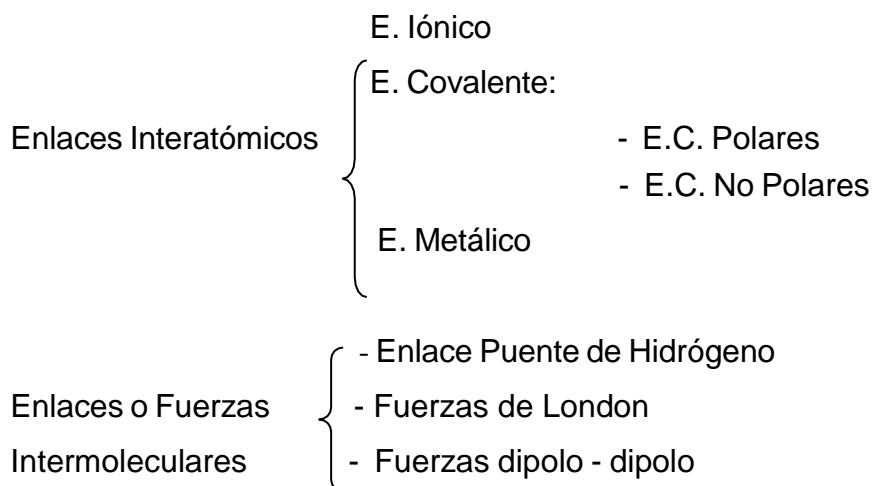 E. Iónico
E. Covalente:
Enlaces Interatómicos
- E.C. Polares
- E.C. No Polares
E. Metálico
- Enlace Puente de Hidrógeno
Enlaces o Fuerzas
- Fuerzas de London
Intermoleculares
- Fuerzas dipolo - dipolo